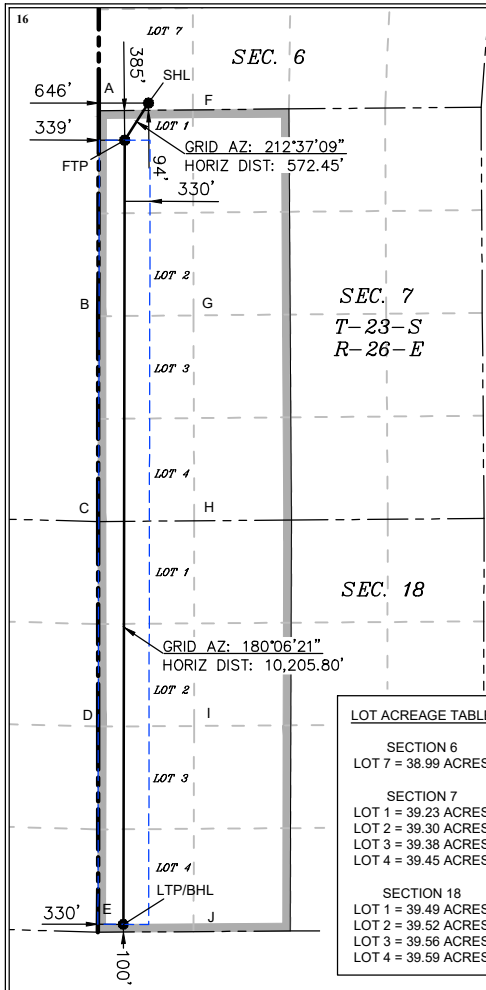 16
LOT 7
SEC. 6
385'
SHL
646'
A
F
LOT 1
339'
GRID AZ: 212°37'09"
HORIZ DIST: 572.45'
FTP
94'
330'
LOT 2
B
G
SEC. 7
T-23-S
R-26-E
LOT 3
LOT 4
C
H
LOT 1
SEC. 18
GRID AZ: 180°06'21"
HORIZ DIST: 10,205.80'
LOT 2
D
I
LOT 3
LOT 4
LTP/BHL
E
J
330'
100'
LOT ACREAGE TABLE
SECTION 6
LOT 7 = 38.99 ACRES
SECTION 7
LOT 1 = 39.23 ACRES
LOT 2 = 39.30 ACRES
LOT 3 = 39.38 ACRES
LOT 4 = 39.45 ACRES
SECTION 18
LOT 1 = 39.49 ACRES
LOT 2 = 39.52 ACRES
LOT 3 = 39.56 ACRES
LOT 4 = 39.59 ACRES